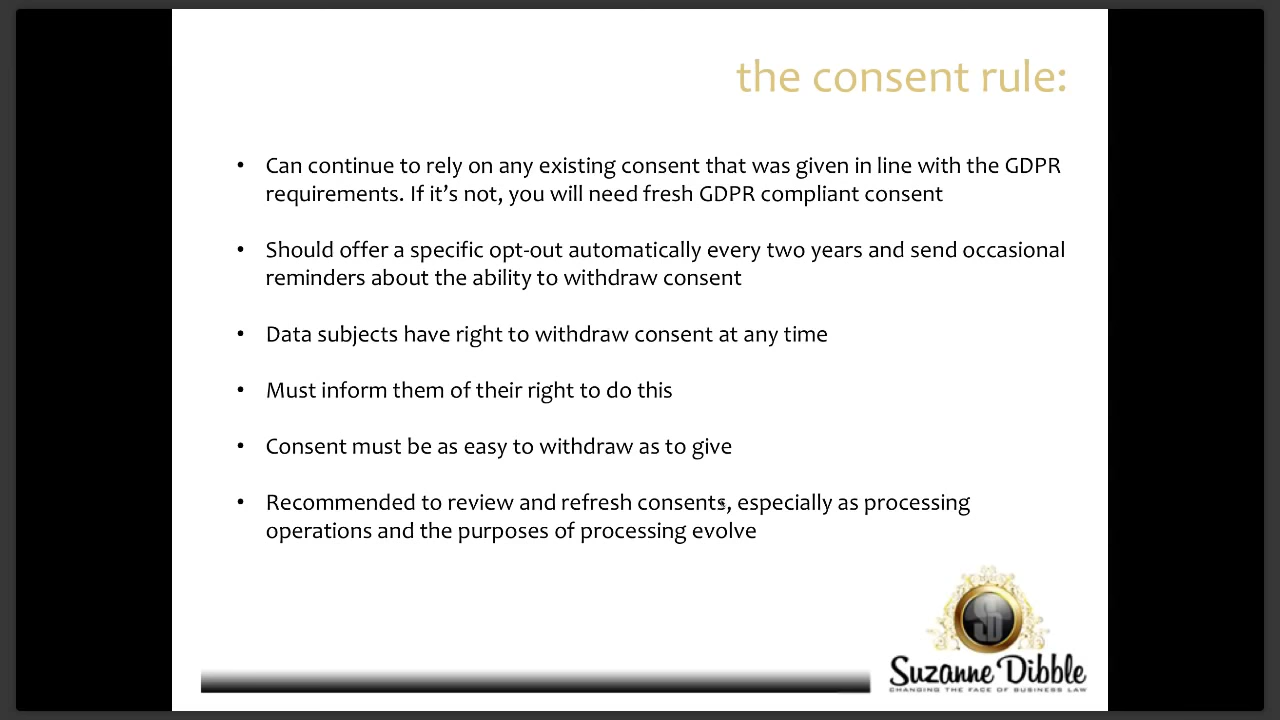 the consent rule:
• Can continue to rely on any existing consent that was given in line with the GDPR
requirements. If it's not, you will need fresh GDPR compliant consent
• Should offer a specific opt-out automatically every two years and send occasional
reminders about the ability to withdraw consent
• Data subjects have right to withdraw consent at any time
• Must inform them of their right to do this
• Consent must be as easy to withdraw as to give
• Recommended to review and refresh consents, especially as processing
operations and the purposes of processing evolve
SD
Suzanne Dibble
CHANGING THE FACE OF BUSINESS LAW